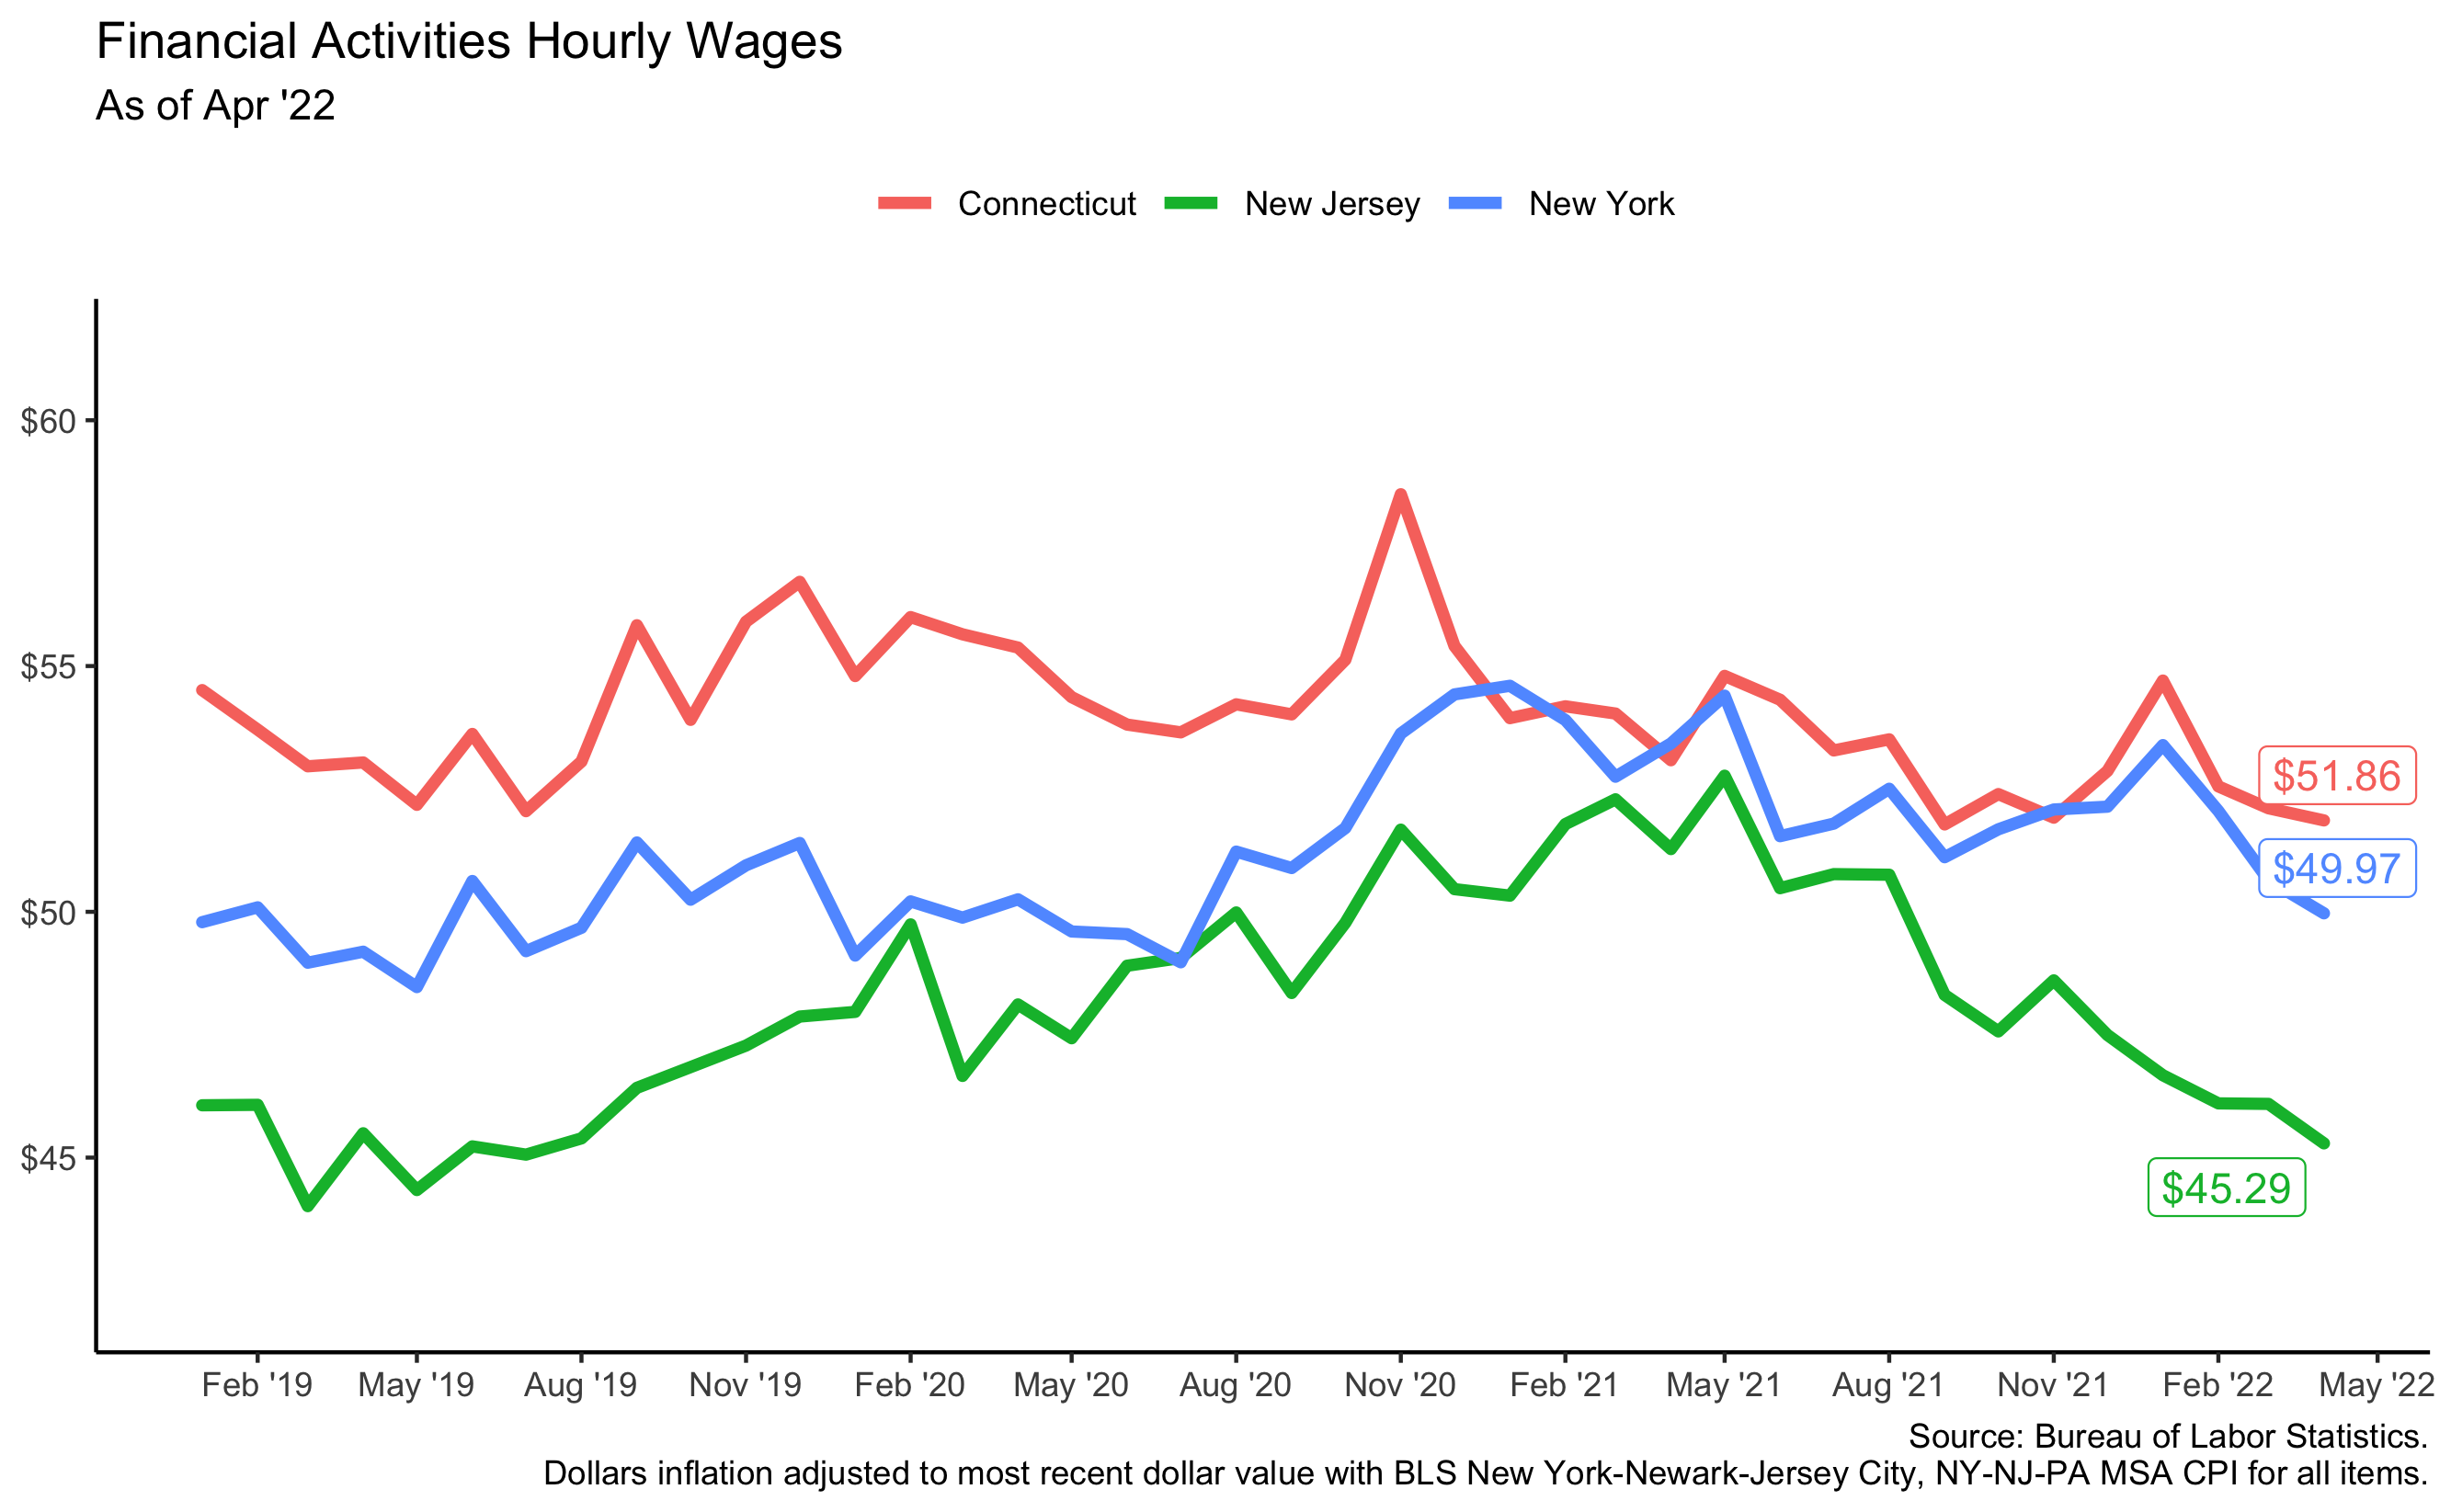 Financial Activities Hourly Wages
As of Apr '22
Connecticut New Jersey New York
$60
$55
$50
$45
$51.86
$49.97
$45.29
Feb '19 May '19 Aug '19 Nov '19 Feb '20 May '20 Aug '20 Nov '20 Feb '21 May '21 Aug '21 Nov '21 Feb '22 May '22
Source: Bureau of Labor Statistics.
Dollars inflation adjusted to most recent dollar value with BLS New York-Newark-Jersey City, NY-NJ-PA MSA CPI for all items.